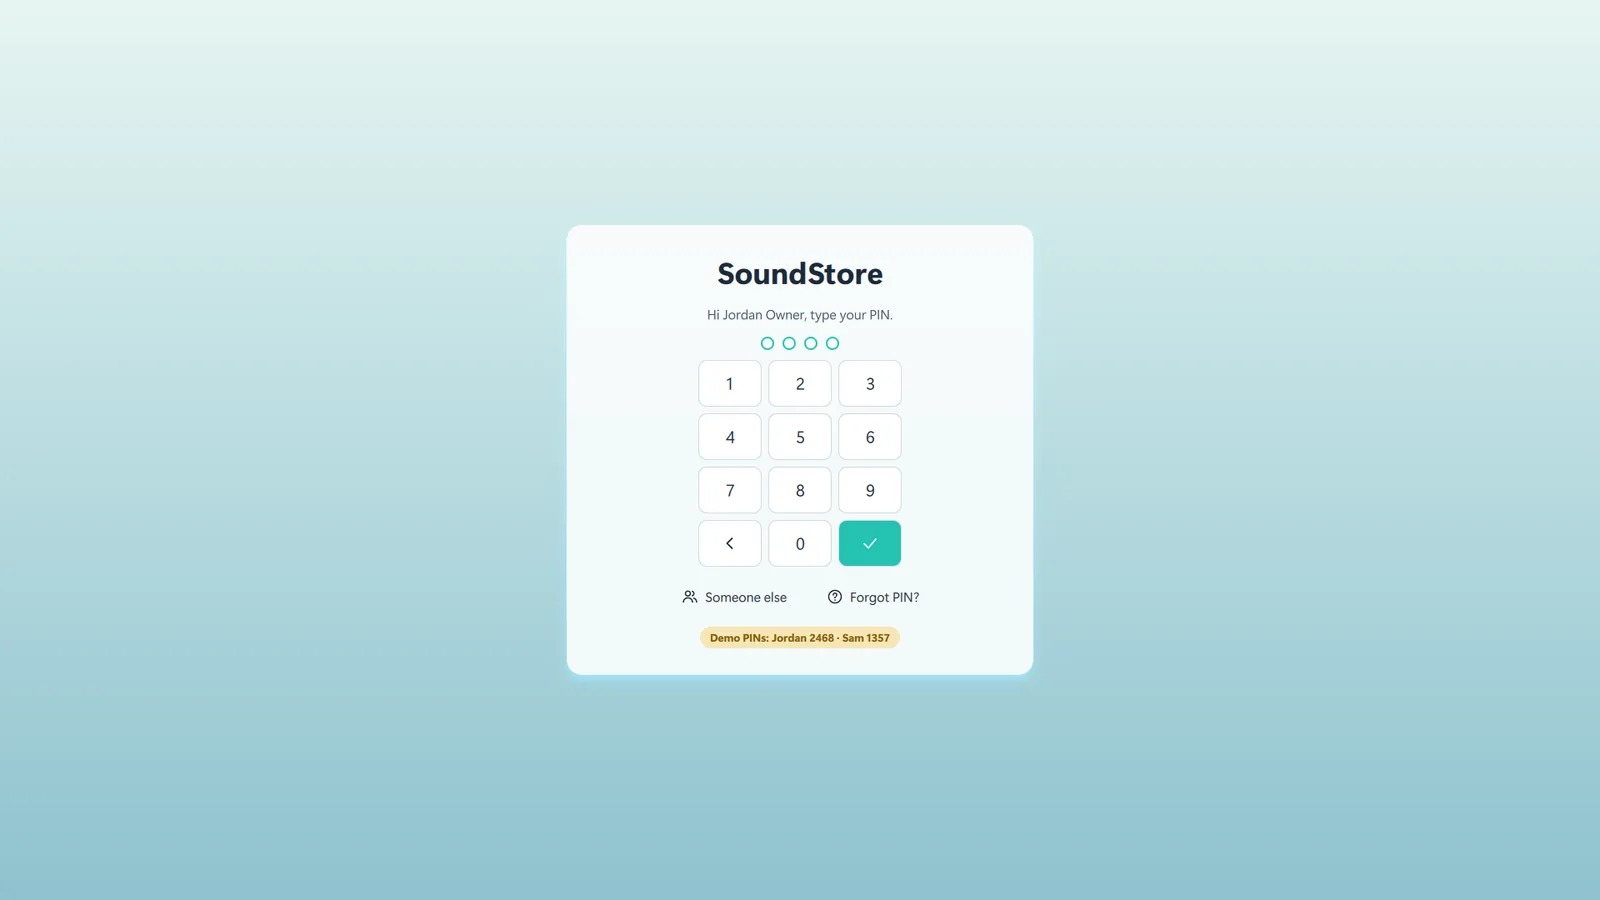 SoundStore
Hi Jordan Owner, type your PIN.
1 2 3
4 5 6
7 8 9
0
Someone else Forgot PIN?
Demo PINs: Jordan 2468 · Sam 1357